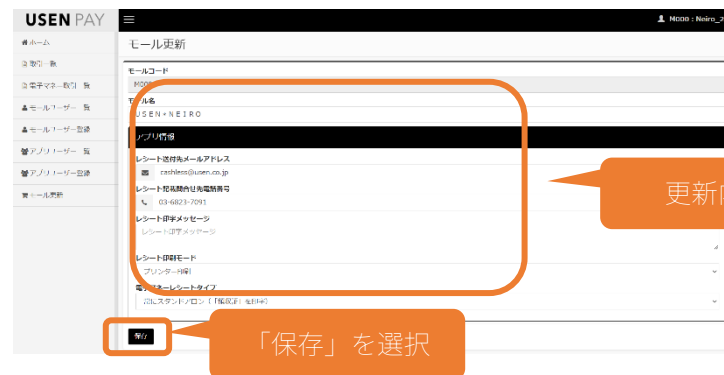 USEN PAY
M000 : Neiro_2
ホーム
モール更新
取引一覧
モールコード
電子マネー取引一覧
M000
モール名
モールユーザー一覧
USEN*NEIRO
モールユーザー登録
アプリ情報
アプリユーザー一覧
レシート送付先メールアドレス
アプリユーザー登録
cashless@usen.co.jp
レシート記載問合せ先電話番号
モール更新
03-6823-7091
更新内
レシート印字メッセージ
レシート印字メッセージ
レシート印刷モード
プリンター印刷
電子マネーレシートタイプ
保存
「保存」を選択